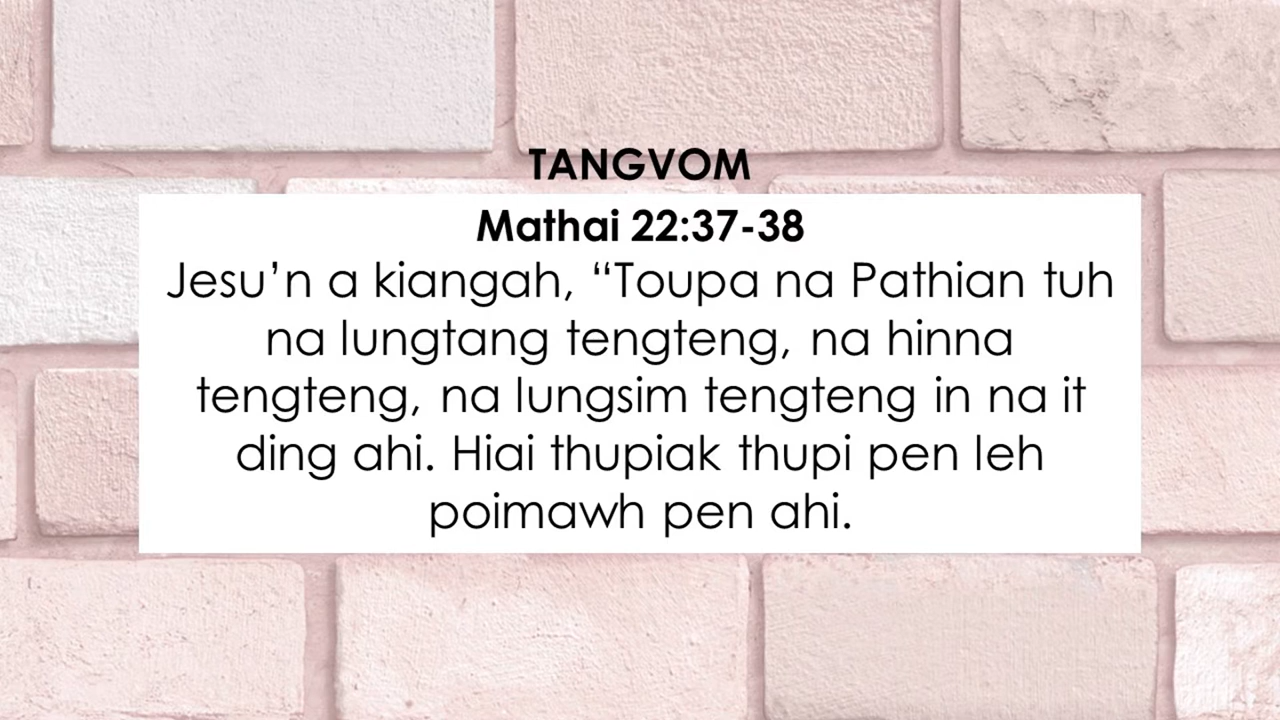 TANGVOM
Mathai 22:37-38
Jesu’n a kiangah, “Toupa na Pathian tuh
na lungtang tengteng, na hinna
tengteng, na lungsim tengteng in na it
ding ahi. Hiai thupiak thupi pen leh
poimawh pen ahi.